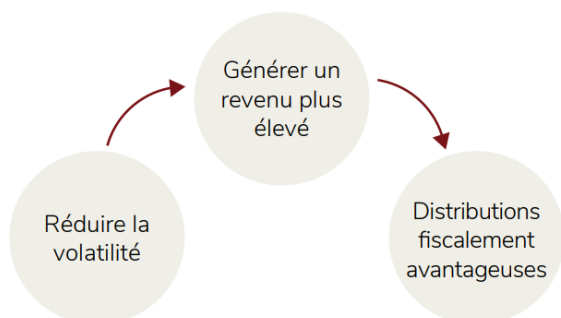 Générer un
revenu plus
élevé
Réduire la
volatilité
Distributions
fiscalement
avantageuses